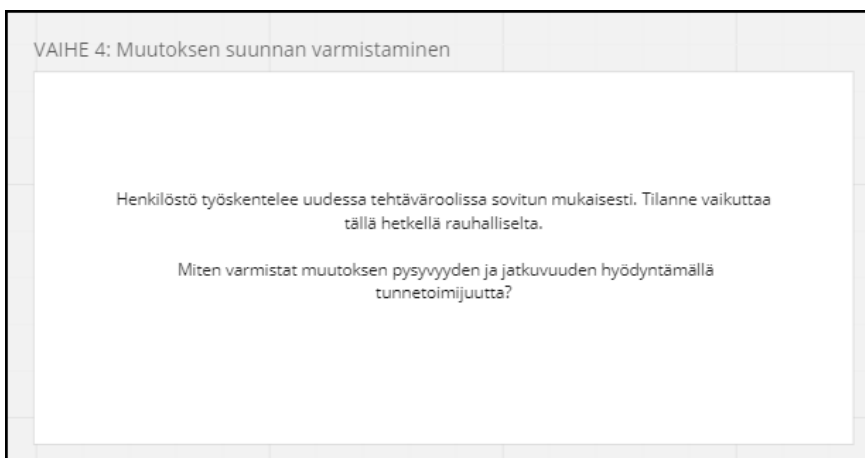 VAIHE 4: Muutoksen suunnan varmistaminen
Henkilöstö työskentelee uudessa tehtäväroolissa sovitun mukaisesti. Tilanne vaikuttaa
tällä hetkellä rauhalliselta.
Miten varmistat muutoksen pysyvyyden ja jatkuvuuden hyödyntämällä
tunnetoimijuutta?